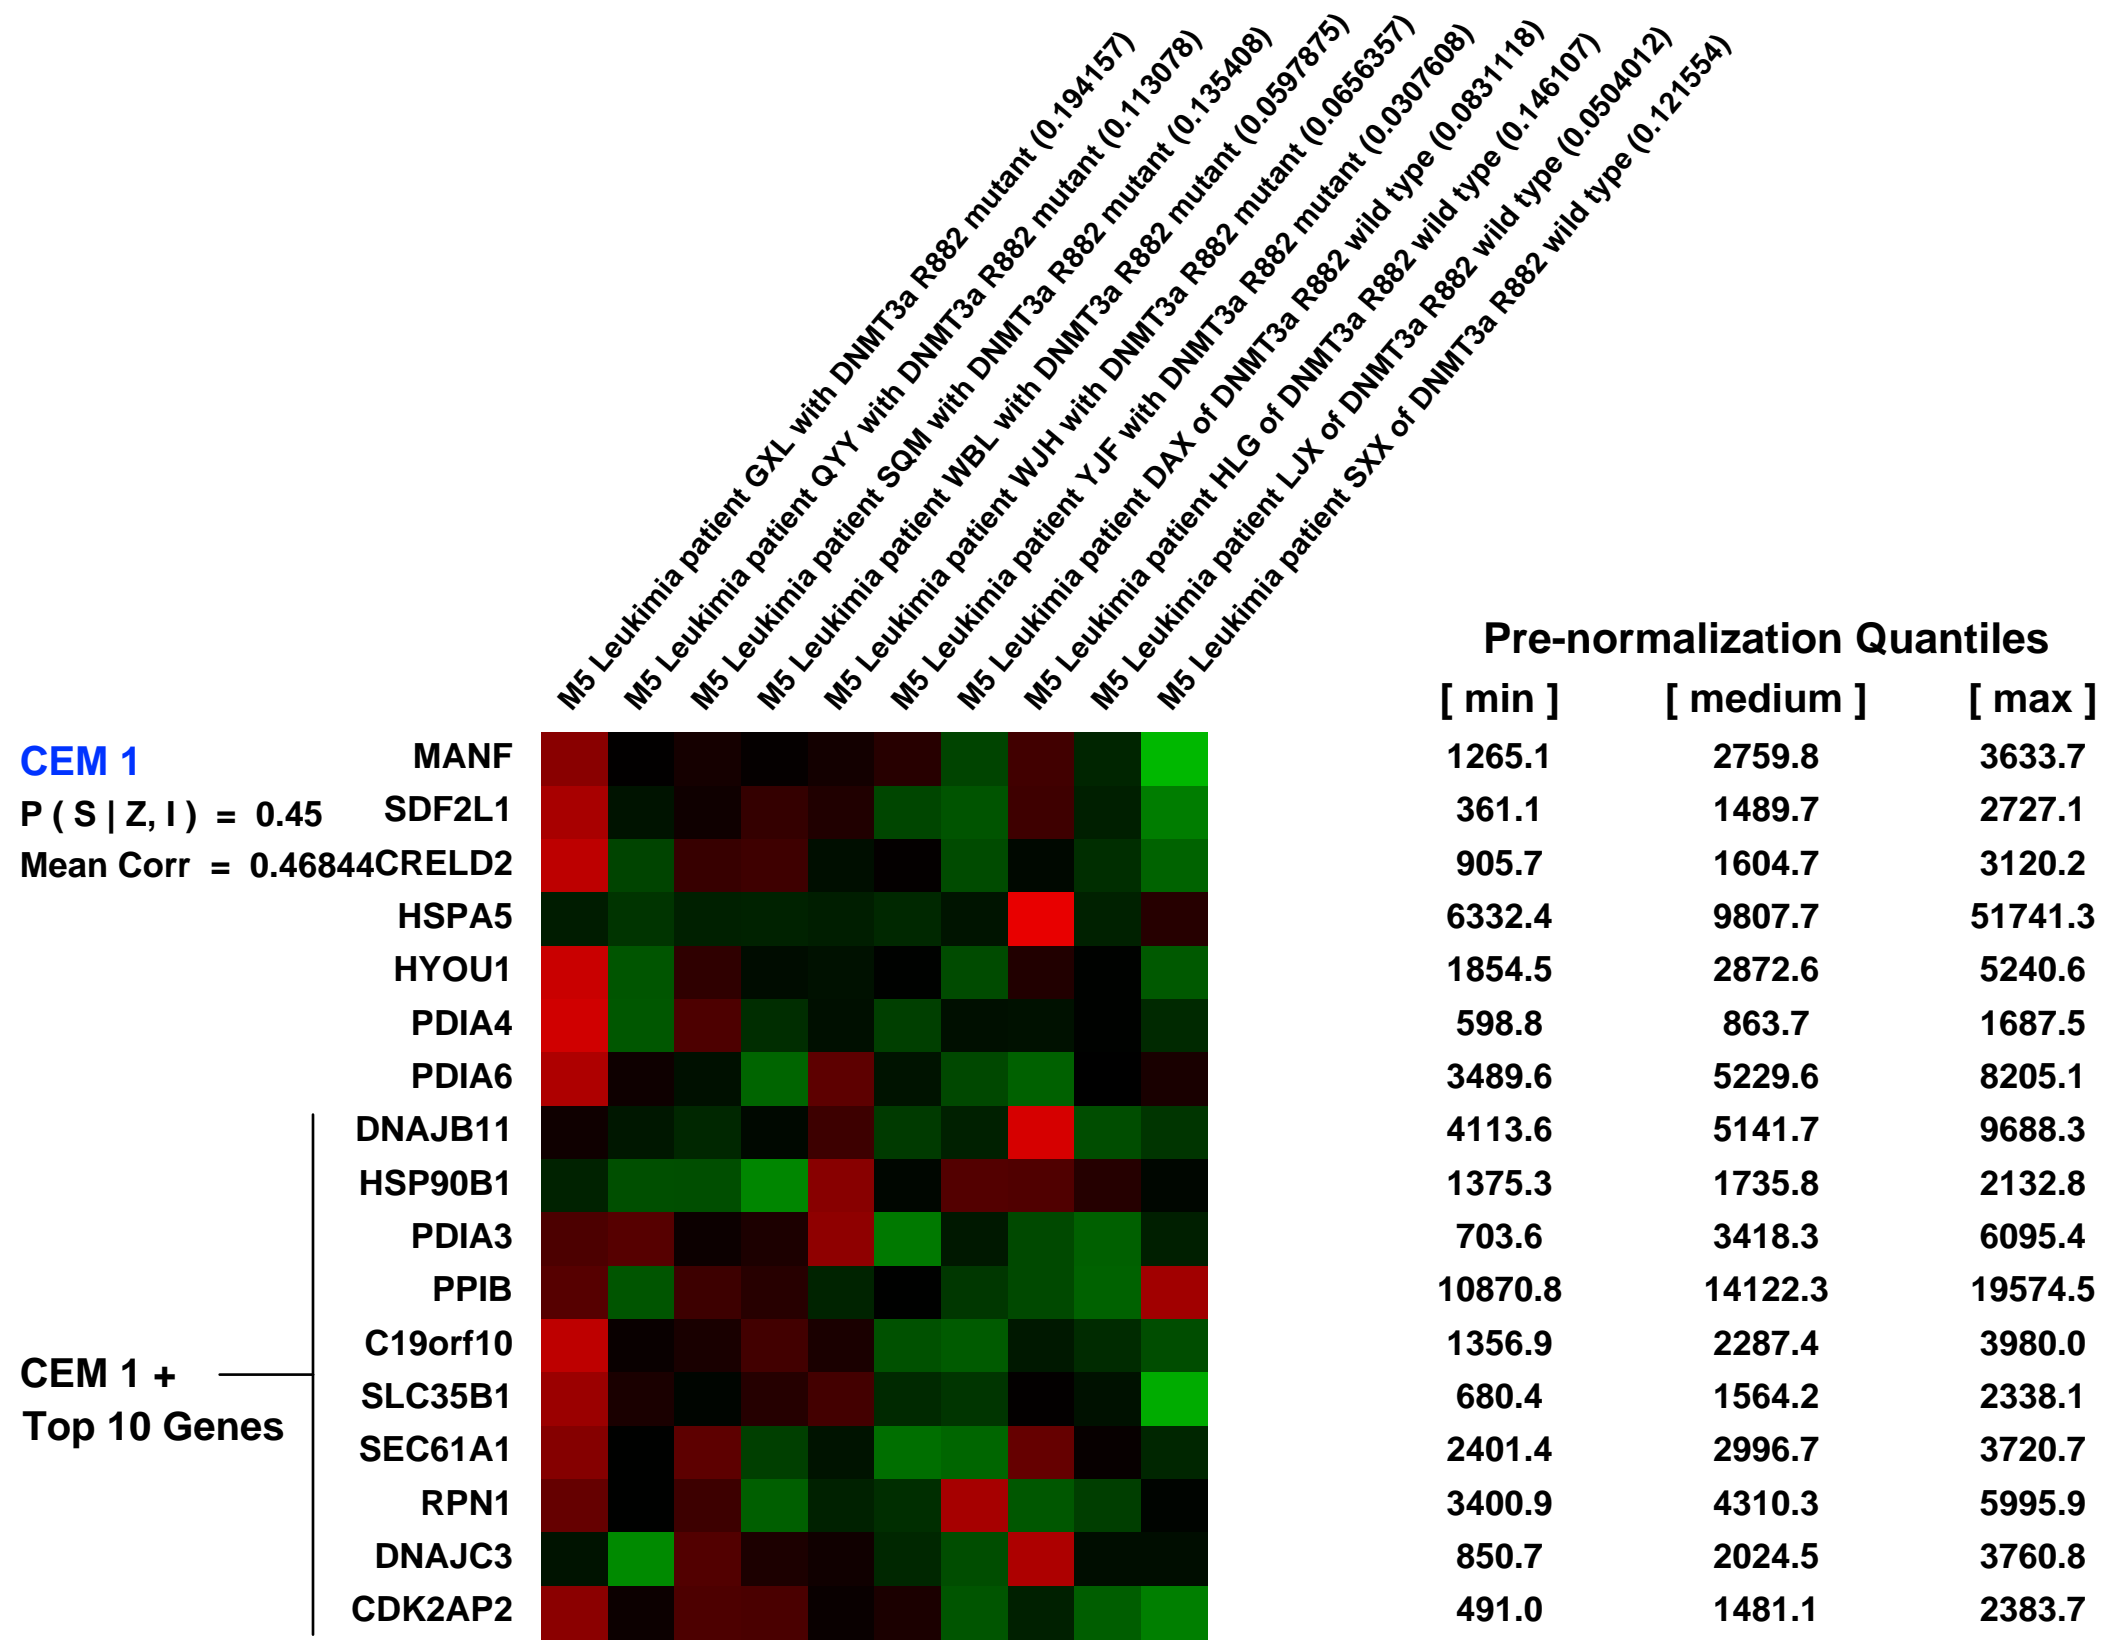 M5 Leukimia patient GXL with DNMT3a R882 mutant (0.194157)
M5 Leukimia patient QYY with DNMT3a R882 mutant (0.113078)
M5 Leukimia patient SQM with DNMT3a R882 mutant (0.135408)
M5 Leukimia patient WBL with DNMT3a R882 mutant (0.0597875)
M5 Leukimia patient WJH with DNMT3a R882 mutant (0.0656357)
M5 Leukimia patient YJF with DNMT3a R882 mutant (0.0307608)
M5 Leukimia patient DAX of DNMT3a R882 wild type (0.0831118)
M5 Leukimia patient HLG of DNMT3a R882 wild type (0.146107)
M5 Leukimia patient LJX of DNMT3a R882 wild type (0.0504012)
M5 Leukimia patient SXX of DNMT3a R882 wild type (0.121554)
Pre-normalization Quantiles
[ min ] [ medium ] [ max ]
CEM 1 MANF 1265.1 2759.8 3633.7
P ( S | Z, I ) = 0.45 SDF2L1 361.1 1489.7 2727.1
Mean Corr = 0.46844 CRELD2 905.7 1604.7 3120.2
HSPA5 6332.4 9807.7 51741.3
HYOU1 1854.5 2872.6 5240.6
PDIA4 598.8 863.7 1687.5
PDIA6 3489.6 5229.6 8205.1
DNAJB11 4113.6 5141.7 9688.3
HSP90B1 1375.3 1735.8 2132.8
PDIA3 703.6 3418.3 6095.4
PPIB 10870.8 14122.3 19574.5
C19orf10 1356.9 2287.4 3980.0
CEM 1 +
Top 10 Genes
SLC35B1 680.4 1564.2 2338.1
SEC61A1 2401.4 2996.7 3720.7
RPN1 3400.9 4310.3 5995.9
DNAJC3 850.7 2024.5 3760.8
CDK2AP2 491.0 1481.1 2383.7